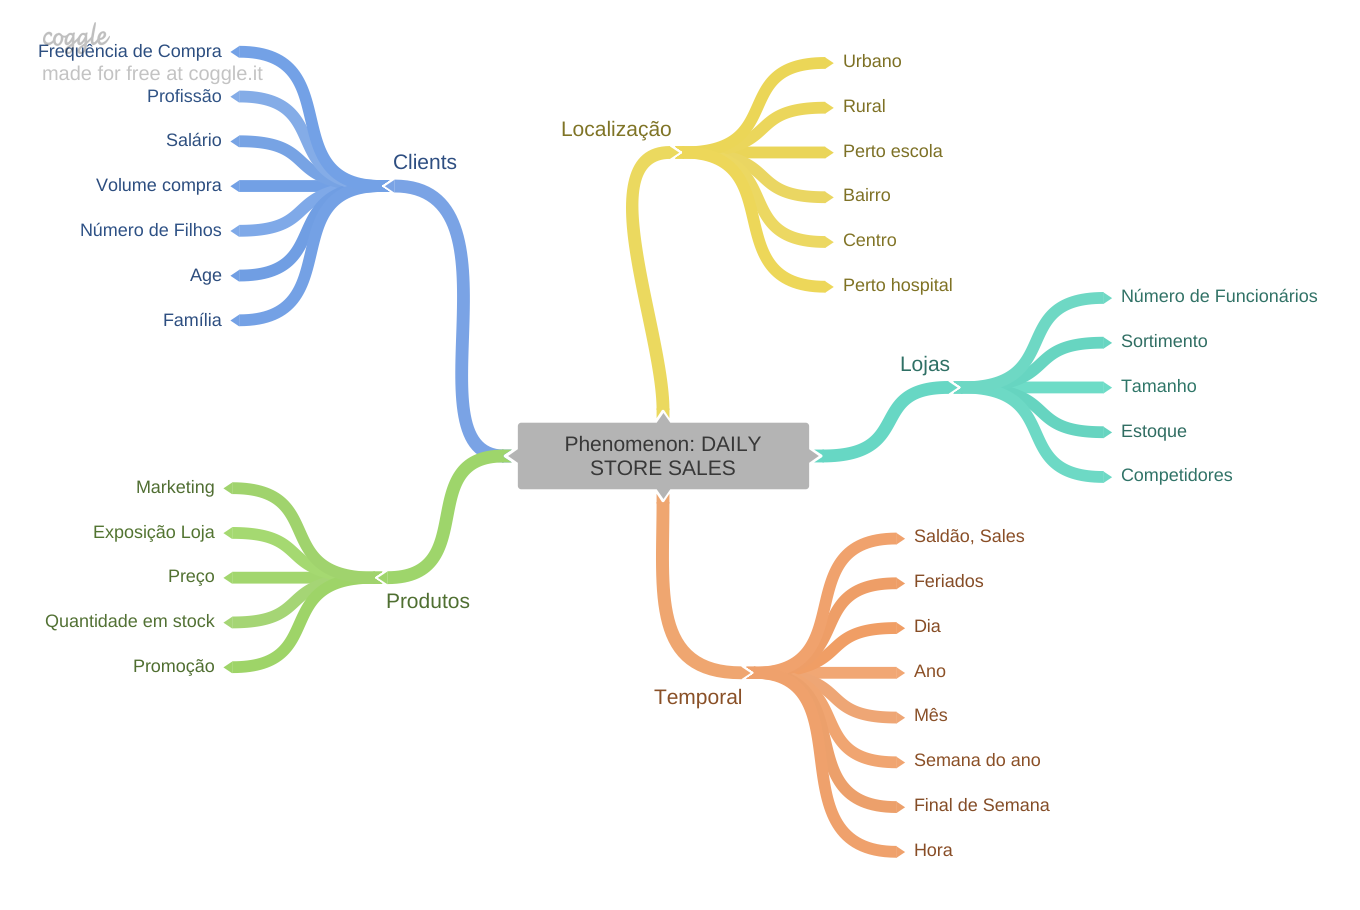 coggle
made for free at coggle.it
Frequência de Compra
Profissão
Salário
Volume compra
Número de Filhos
Age
Família
Clients
Localização
Urbano
Rural
Perto escola
Bairro
Centro
Perto hospital
Lojas
Número de Funcionários
Sortimento
Tamanho
Estoque
Competidores
Phenomenon: DAILY
STORE SALES
Marketing
Exposição Loja
Preço
Quantidade em stock
Promoção
Produtos
Temporal
Saldão, Sales
Feriados
Dia
Ano
Mês
Semana do ano
Final de Semana
Hora